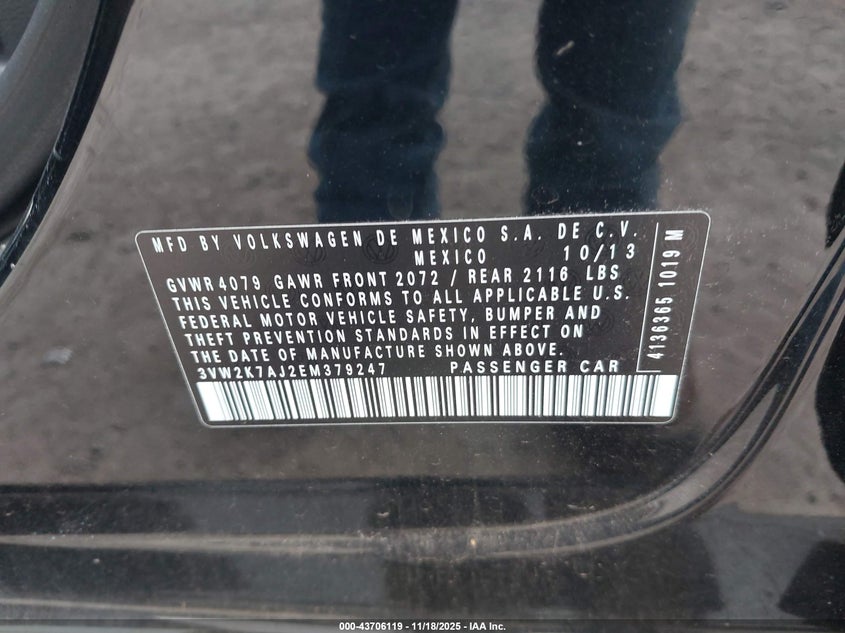 MFD BY VOLKSWAGEN DE MEXICO S.A. DE C.V.
MEXICO 10/13
GVWR 4079 GAWR FRONT 2072 / REAR 2116 LBS
THIS VEHICLE CONFORMS TO ALL APPLICABLE U.S.
FEDERAL MOTOR VEHICLE SAFETY, BUMPER AND
THEFT PREVENTION STANDARDS IN EFFECT ON
THE DATE OF MANUFACTURE SHOWN ABOVE.
3VW2K7AJ2EM379247 PASSENGER CAR
4136365 1019 M
000-43706119 - 11/18/2025 - IAA Inc.